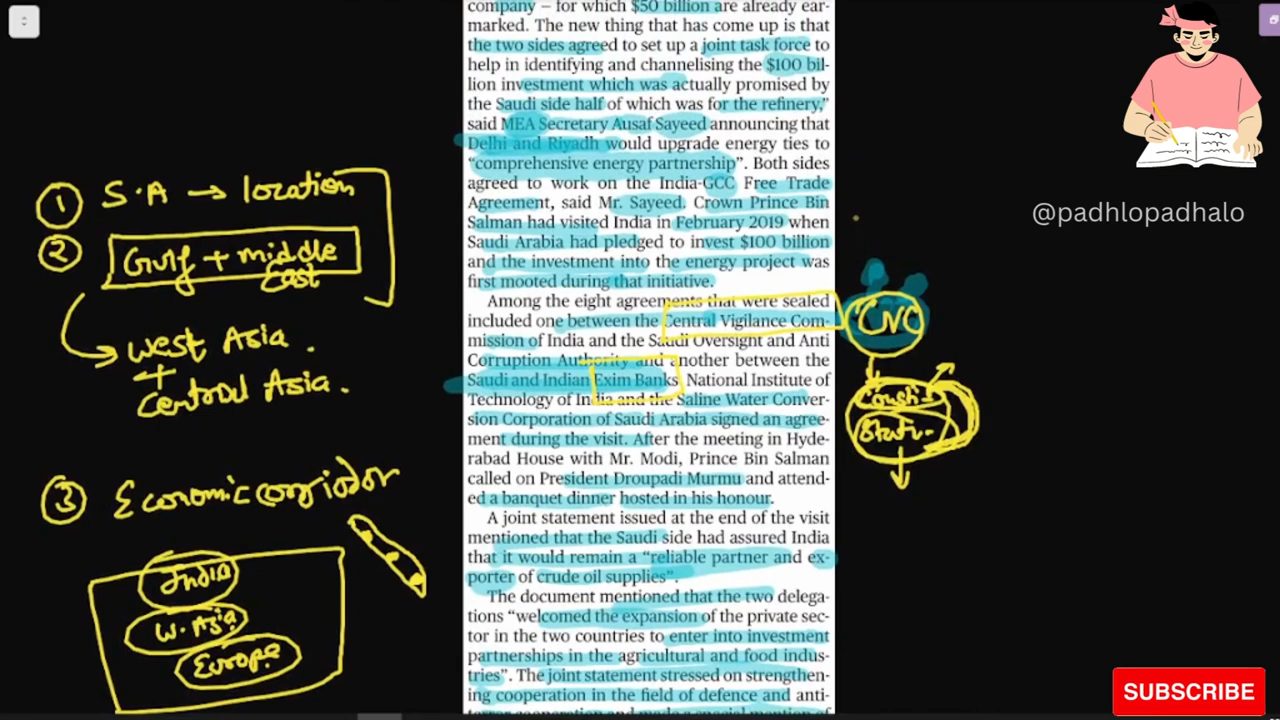 ① S.A → location
② Gulf + middle
East
West Asia
+
Central Asia.
③ Economic corridor
India
W. Asia
Europe
company – for which $50 billion are already ear-
marked. The new thing that has come up is that
the two sides agreed to set up a joint task force to
help in identifying and channelising the $100 bil-
lion investment which was actually promised by
the Saudi side half of which was for the refinery,"
said MEA Secretary Ausaf Sayeed announcing that
Delhi and Riyadh would upgrade energy ties to
"comprehensive energy partnership". Both sides
agreed to work on the India-GCC Free Trade
Agreement, said Mr. Sayeed. Crown Prince Bin
Salman had visited India in February 2019 when
Saudi Arabia had pledged to invest $100 billion
and the investment into the energy project was
first mooted during that initiative.
Among the eight agreements that were sealed
included one between the Central Vigilance Com-
mission of India and the Saudi Oversight and Anti
Corruption Authority and another between the
Saudi and Indian Exim Banks. National Institute of
Technology of India and the Saline Water Conver-
sion Corporation of Saudi Arabia signed an agree-
ment during the visit. After the meeting in Hyde-
rabad House with Mr. Modi, Prince Bin Salman
called on President Droupadi Murmu and attend-
ed a banquet dinner hosted in his honour.
A joint statement issued at the end of the visit
mentioned that the Saudi side had assured India
that it would remain a "reliable partner and ex-
porter of crude oil supplies".
The document mentioned that the two delega-
tions "welcomed the expansion of the private sec-
tor in the two countries to enter into investment
partnerships in the agricultural and food indus-
tries". The joint statement stressed on strengthen-
ing cooperation in the field of defence and anti-
CVC
Consti.
Statu.
@padhlopadhalo
SUBSCRIBE